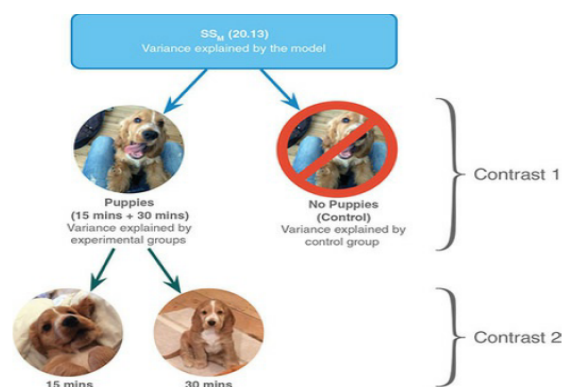 SSM (20.13)
Variance explained by the model
Puppies
(15 mins + 30 mins)
Variance explained by
experimental groups
No Puppies
(Control)
Variance explained by
control group
Contrast 1
15 mins
30 mins
Contrast 2